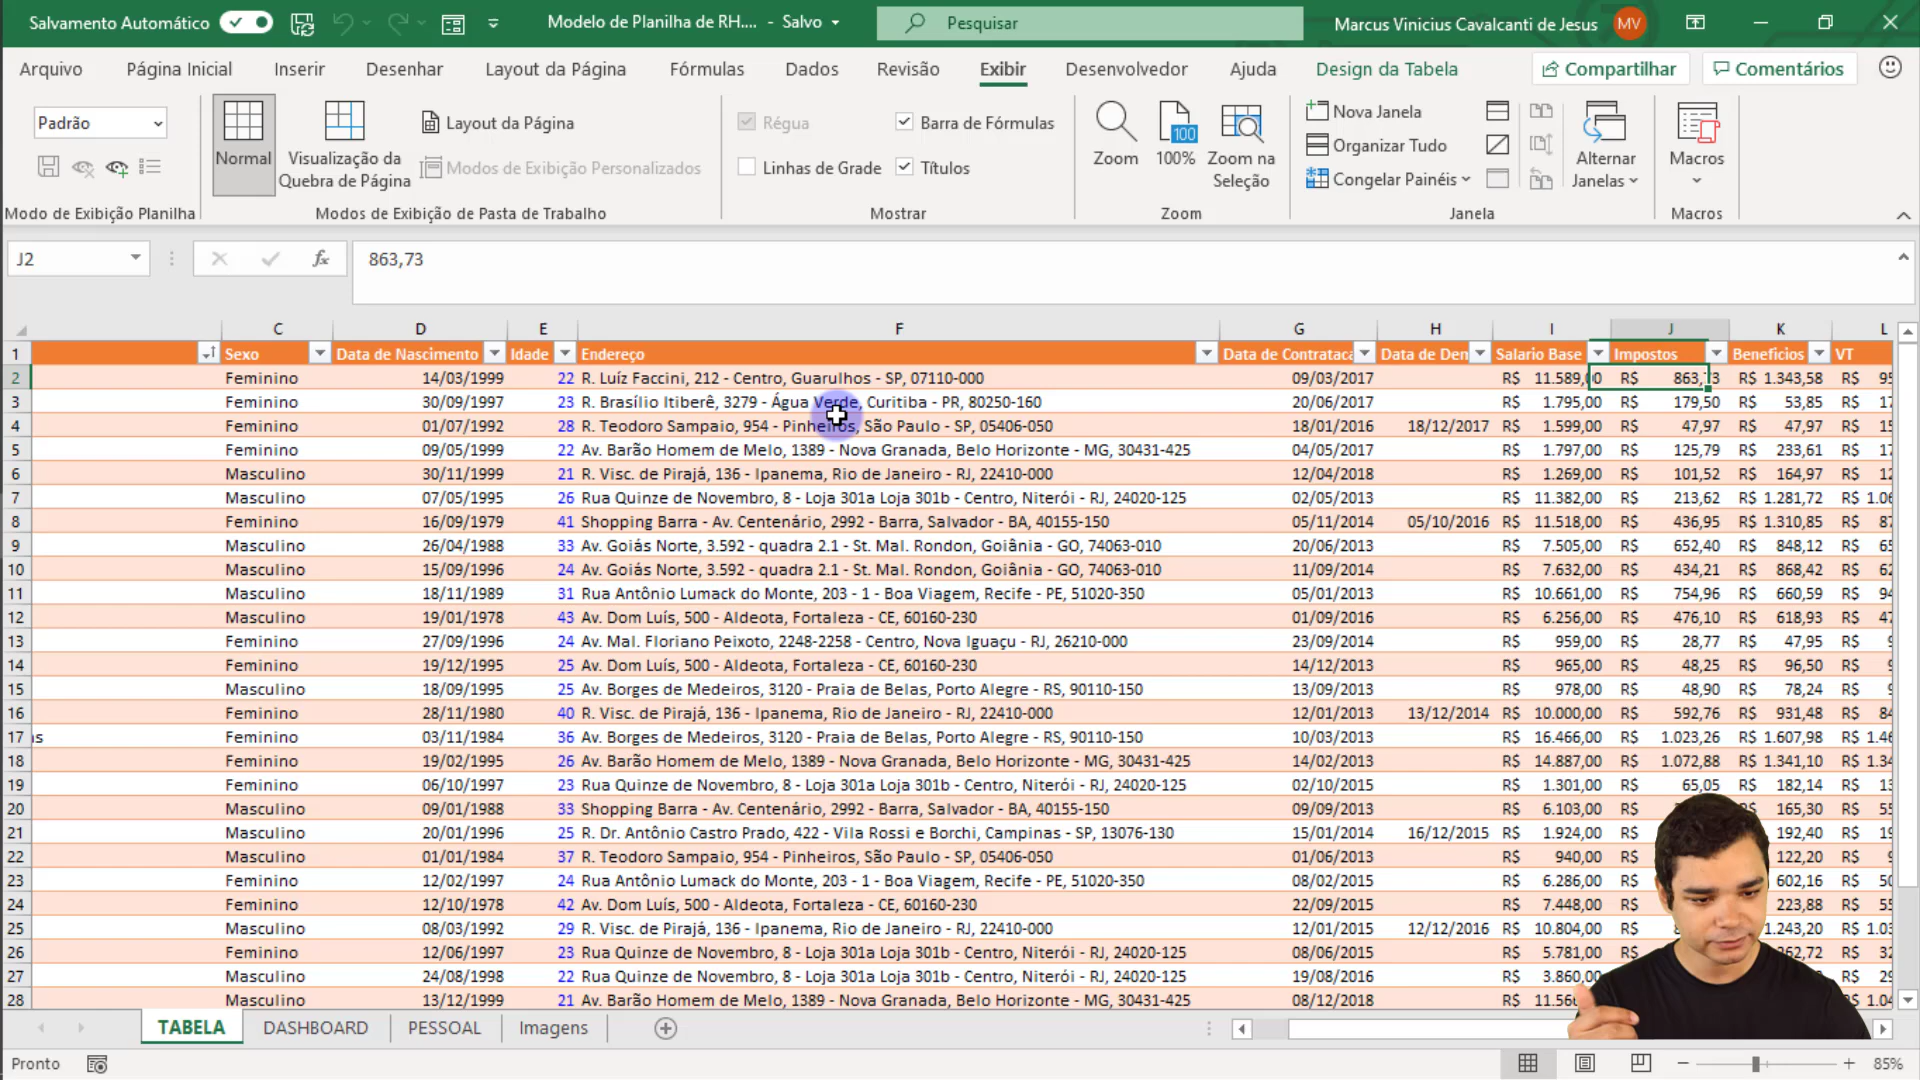 Salvamento Automático Modelo de Planilha de RH.... - Salvo Pesquisar Marcus Vinicius Cavalcanti de Jesus MV
Arquivo Página Inicial Inserir Desenhar Layout da Página Fórmulas Dados Revisão Exibir Desenvolvedor Ajuda Design da Tabela Compartilhar Comentários
Padrão Layout da Página Régua Barra de Fórmulas 100 Nova Janela
Normal Visualização da Quebra de Página Modos de Exibição Personalizados Linhas de Grade Títulos Zoom 100% Zoom na Seleção Organizar Tudo Congelar Painéis Alternar Janelas Macros
Modo de Exibição Planilha Modos de Exibição de Pasta de Trabalho Mostrar Zoom Janela Macros
J2 fx 863,73
C D E F G H I J K L
1 Sexo Data de Nascimento Idade Endereço Data de Contrataca Data de Den Salario Base Impostos Beneficios VT
2 Feminino 14/03/1999 22 R. Luíz Faccini, 212 - Centro, Guarulhos - SP, 07110-000 09/03/2017 R$ 11.589,00 R$ 863,73 R$ 1.343,58 R$ 95
3 Feminino 30/09/1997 23 R. Brasílio Itiberê, 3279 - Água Verde, Curitiba - PR, 80250-160 20/06/2017 R$ 1.795,00 R$ 179,50 R$ 53,85 R$ 17
4 Feminino 01/07/1992 28 R. Teodoro Sampaio, 954 - Pinheiros, São Paulo - SP, 05406-050 18/01/2016 18/12/2017 R$ 1.599,00 R$ 47,97 R$ 47,97 R$ 15
5 Feminino 09/05/1999 22 Av. Barão Homem de Melo, 1389 - Nova Granada, Belo Horizonte - MG, 30431-425 04/05/2017 R$ 1.797,00 R$ 125,79 R$ 233,61 R$ 17
6 Masculino 30/11/1999 21 R. Visc. de Pirajá, 136 - Ipanema, Rio de Janeiro - RJ, 22410-000 12/04/2018 R$ 1.269,00 R$ 101,52 R$ 164,97 R$ 12
7 Masculino 07/05/1995 26 Rua Quinze de Novembro, 8 - Loja 301a Loja 301b - Centro, Niterói - RJ, 24020-125 02/05/2013 R$ 11.382,00 R$ 213,62 R$ 1.281,72 R$ 1.06
8 Feminino 16/09/1979 41 Shopping Barra - Av. Centenário, 2992 - Barra, Salvador - BA, 40155-150 05/11/2014 05/10/2016 R$ 11.518,00 R$ 436,95 R$ 1.310,85 R$ 87
9 Masculino 26/04/1988 33 Av. Goiás Norte, 3.592 - quadra 2.1 - St. Mal. Rondon, Goiânia - GO, 74063-010 20/06/2013 R$ 7.505,00 R$ 652,40 R$ 848,12 R$ 65
10 Masculino 15/09/1996 24 Av. Goiás Norte, 3.592 - quadra 2.1 - St. Mal. Rondon, Goiânia - GO, 74063-010 11/09/2014 R$ 7.632,00 R$ 434,21 R$ 868,42 R$ 62
11 Masculino 18/11/1989 31 Rua Antônio Lumack do Monte, 203 - 1 - Boa Viagem, Recife - PE, 51020-350 05/01/2013 R$ 10.661,00 R$ 754,96 R$ 660,59 R$ 94
12 Masculino 19/01/1978 43 Av. Dom Luís, 500 - Aldeota, Fortaleza - CE, 60160-230 01/09/2016 R$ 6.256,00 R$ 476,10 R$ 618,93 R$ 47
13 Feminino 27/09/1996 24 Av. Mal. Floriano Peixoto, 2248-2258 - Centro, Nova Iguaçu - RJ, 26210-000 23/09/2014 R$ 959,00 R$ 28,77 R$ 47,95 R$ 9
14 Feminino 19/12/1995 25 Av. Dom Luís, 500 - Aldeota, Fortaleza - CE, 60160-230 14/12/2013 R$ 965,00 R$ 48,25 R$ 96,50 R$ 9
15 Masculino 18/09/1995 25 Av. Borges de Medeiros, 3120 - Praia de Belas, Porto Alegre - RS, 90110-150 13/09/2013 R$ 978,00 R$ 48,90 R$ 78,24 R$ 9
16 Feminino 28/11/1980 40 R. Visc. de Pirajá, 136 - Ipanema, Rio de Janeiro - RJ, 22410-000 12/01/2013 13/12/2014 R$ 10.000,00 R$ 592,76 R$ 931,48 R$ 84
17 as Masculino 03/11/1984 36 Av. Borges de Medeiros, 3120 - Praia de Belas, Porto Alegre - RS, 90110-150 10/03/2013 R$ 16.466,00 R$ 1.023,26 R$ 1.607,98 R$ 1.46
18 Feminino 19/02/1995 26 Av. Barão Homem de Melo, 1389 - Nova Granada, Belo Horizonte - MG, 30431-425 14/02/2013 R$ 14.887,00 R$ 1.072,88 R$ 1.341,10 R$ 1.34
19 Feminino 06/10/1997 23 Rua Quinze de Novembro, 8 - Loja 301a Loja 301b - Centro, Niterói - RJ, 24020-125 02/10/2015 R$ 1.301,00 R$ 65,05 R$ 182,14 R$ 13
20 Masculino 09/01/1988 33 Shopping Barra - Av. Centenário, 2992 - Barra, Salvador - BA, 40155-150 09/09/2013 R$ 6.103,00 R$ 165,30 R$ 55
21 Masculino 20/01/1996 25 R. Dr. Antônio Castro Prado, 422 - Vila Rossi e Borchi, Campinas - SP, 13076-130 15/01/2014 16/12/2015 R$ 1.924,00 R$ 192,40 R$ 19
22 Masculino 01/01/1984 37 R. Teodoro Sampaio, 954 - Pinheiros, São Paulo - SP, 05406-050 01/06/2013 R$ 940,00 R$ 122,20 R$ 9
23 Feminino 12/02/1997 24 Rua Antônio Lumack do Monte, 203 - 1 - Boa Viagem, Recife - PE, 51020-350 08/02/2015 R$ 6.286,00 R$ 602,16 R$ 50
24 Feminino 12/10/1978 42 Av. Dom Luís, 500 - Aldeota, Fortaleza - CE, 60160-230 22/09/2015 R$ 7.448,00 R$ 223,88 R$ 55
25 Masculino 08/03/1992 29 R. Visc. de Pirajá, 136 - Ipanema, Rio de Janeiro - RJ, 22410-000 12/01/2015 12/12/2016 R$ 10.804,00 R$ 1.243,20 R$ 1.03
26 Feminino 12/06/1997 23 Rua Quinze de Novembro, 8 - Loja 301a Loja 301b - Centro, Niterói - RJ, 24020-125 08/06/2015 R$ 5.781,00 R$ 262,72 R$ 32
27 Masculino 24/08/1998 22 Rua Quinze de Novembro, 8 - Loja 301a Loja 301b - Centro, Niterói - RJ, 24020-125 19/08/2016 R$ 3.860,00 R$ 29
28 Masculino 13/12/1999 21 Av. Barão Homem de Melo, 1389 - Nova Granada, Belo Horizonte - MG, 30431-425 08/12/2018 R$ 11.56 R$ 1.04
TABELA DASHBOARD PESSOAL Imagens
Pronto 85%